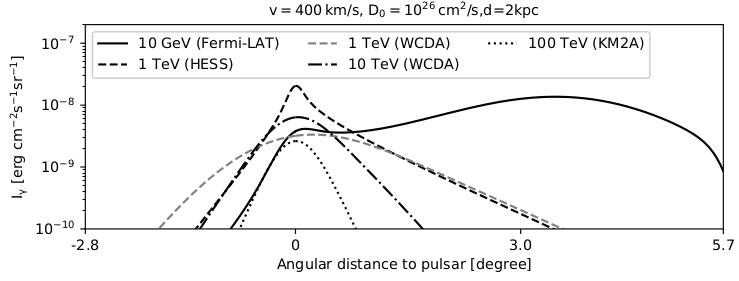 v = 400 km/s, D₀ = 10²⁶ cm²/s,d=2kpc
10 GeV (Fermi-LAT)
1 TeV (HESS)
1 TeV (WCDA)
10 TeV (WCDA)
100 TeV (KM2A)
Iᵧ [erg cm⁻²s⁻¹sr⁻¹]
10⁻⁷
10⁻⁸
10⁻⁹
10⁻¹⁰
-2.8 0 3.0 5.7
Angular distance to pulsar [degree]